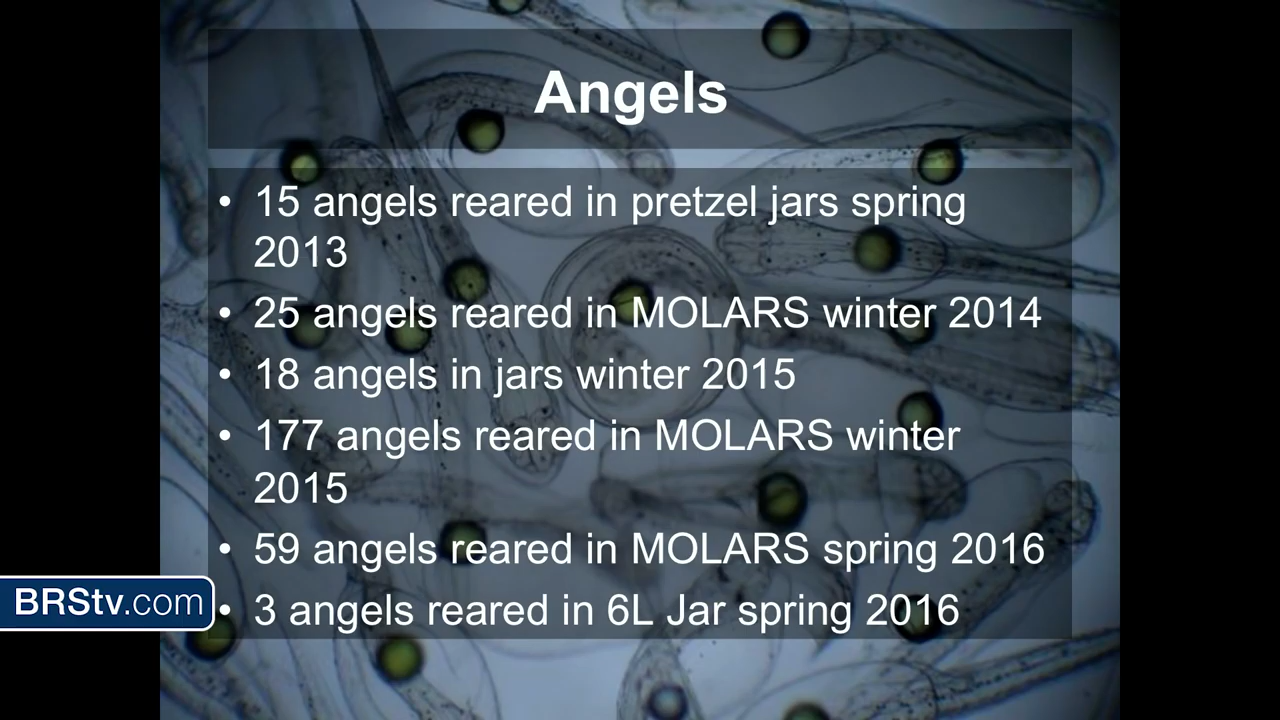 Angels
• 15 angels reared in pretzel jars spring
2013
• 25 angels reared in MOLARS winter 2014
• 18 angels in jars winter 2015
• 177 angels reared in MOLARS winter
2015
• 59 angels reared in MOLARS spring 2016
• 3 angels reared in 6L Jar spring 2016
BRStv.com